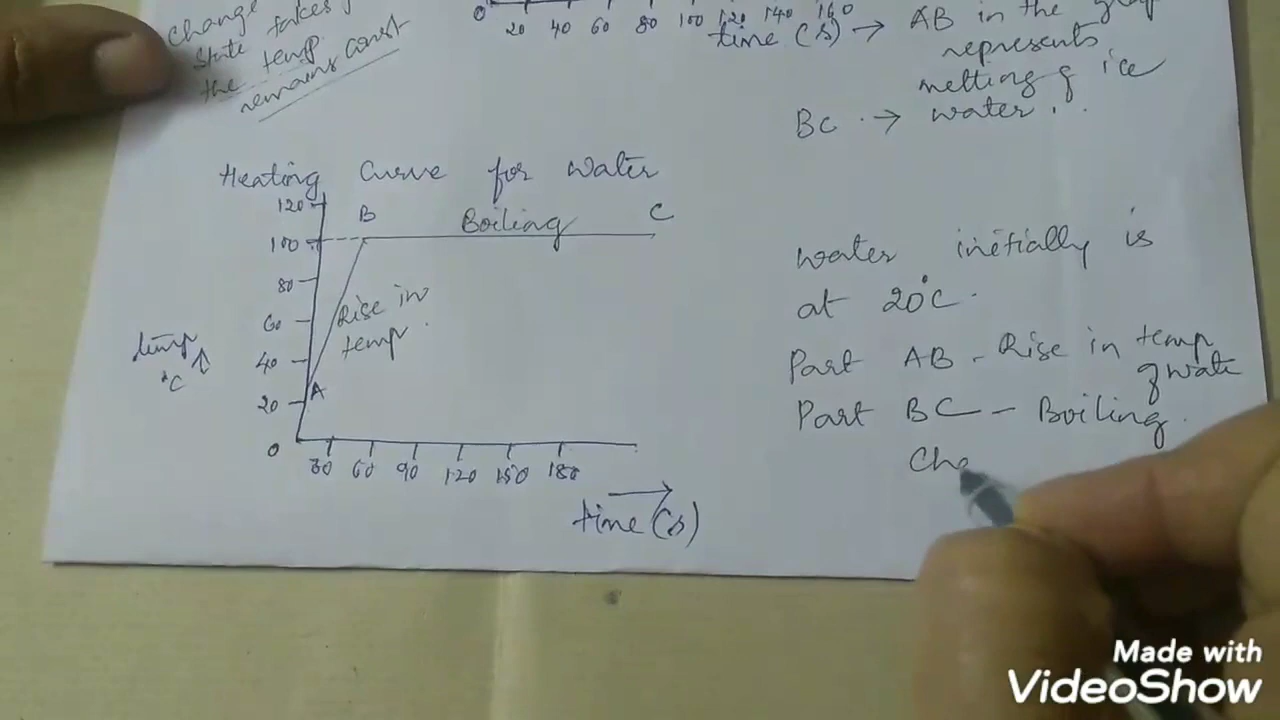 change
State takes
the temp.
remains const
0 20 40 60 80 100 120 140 160
time (s) → AB in the
represents
melting of ice
BC → water
Heating Curve for water
120
100
80
60
40
20
0
B Boiling C
Rise in
temp.
A
temp
°C
30 60 90 120 150 180
time (s)
water initially is
at 20°C.
Part AB - Rise in temp
of wate
Part BC - Boiling.
Cha
Made with
VideoShow